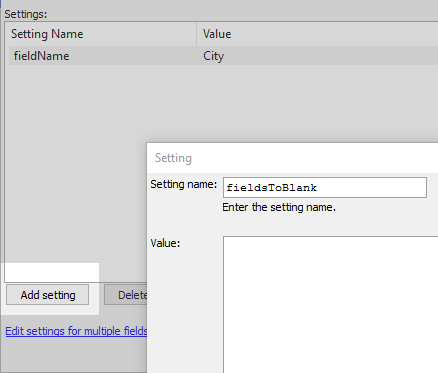 Settings:
Setting Name Value
fieldName City
Setting
Setting name: fieldsToBlank
Enter the setting name.
Value:
Add setting Delete
Edit settings for multiple fields